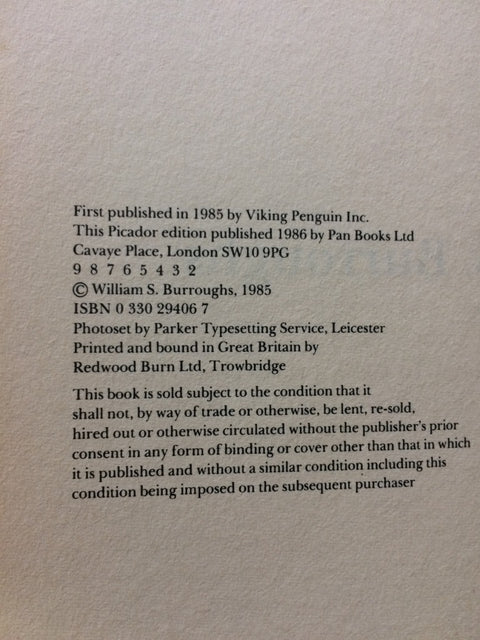 First published in 1985 by Viking Penguin Inc.
This Picador edition published 1986 by Pan Books Ltd
Cavaye Place, London SW10 9PG
9 8 7 6 5 4 3 2
© William S. Burroughs, 1985
ISBN 0 330 29406 7
Photoset by Parker Typesetting Service, Leicester
Printed and bound in Great Britain by
Redwood Burn Ltd, Trowbridge
This book is sold subject to the condition that it
shall not, by way of trade or otherwise, be lent, re-sold,
hired out or otherwise circulated without the publisher's prior
consent in any form of binding or cover other than that in which
it is published and without a similar condition including this
condition being imposed on the subsequent purchaser